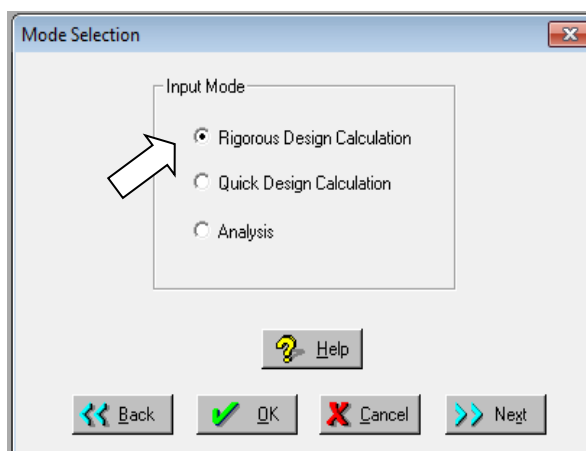 Mode Selection
Input Mode
Rigorous Design Calculation
Quick Design Calculation
Analysis
Help
Back OK Cancel Next